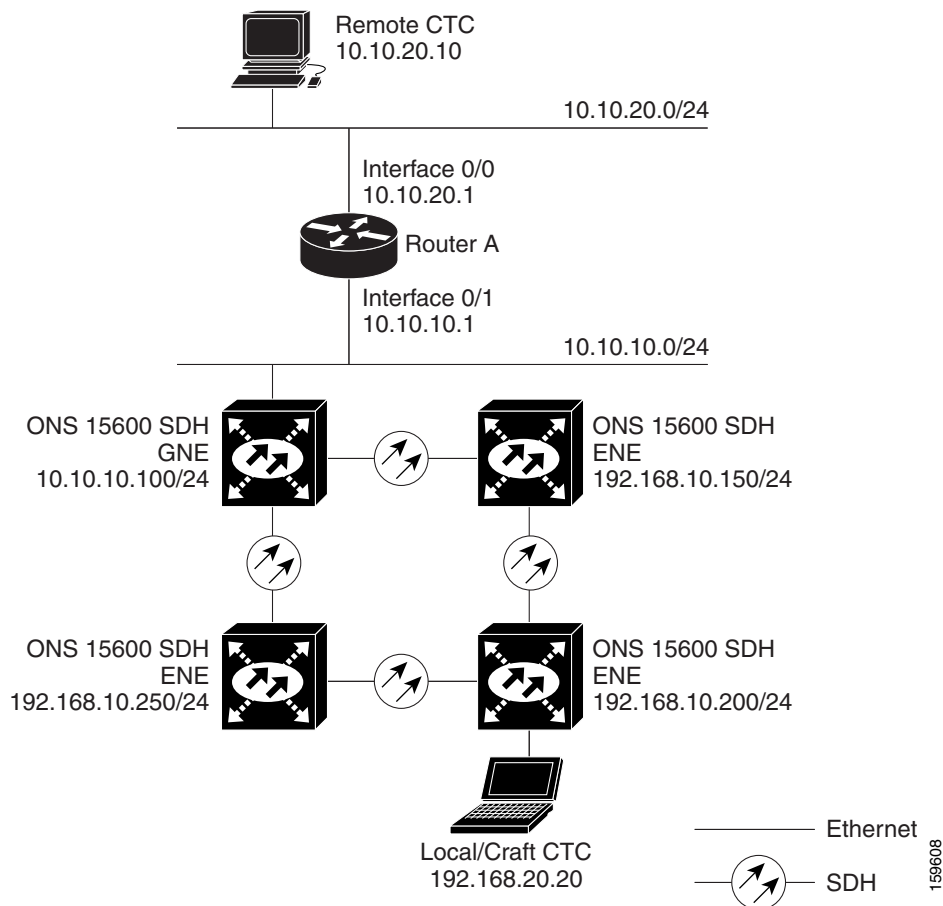 Remote CTC
10.10.20.10
10.10.20.0/24
Interface 0/0
10.10.20.1
Router A
Interface 0/1
10.10.10.1
10.10.10.0/24
ONS 15600 SDH
GNE
10.10.10.100/24
ONS 15600 SDH
ENE
192.168.10.150/24
ONS 15600 SDH
ENE
192.168.10.250/24
ONS 15600 SDH
ENE
192.168.10.200/24
Local/Craft CTC
192.168.20.20
Ethernet
SDH
159608